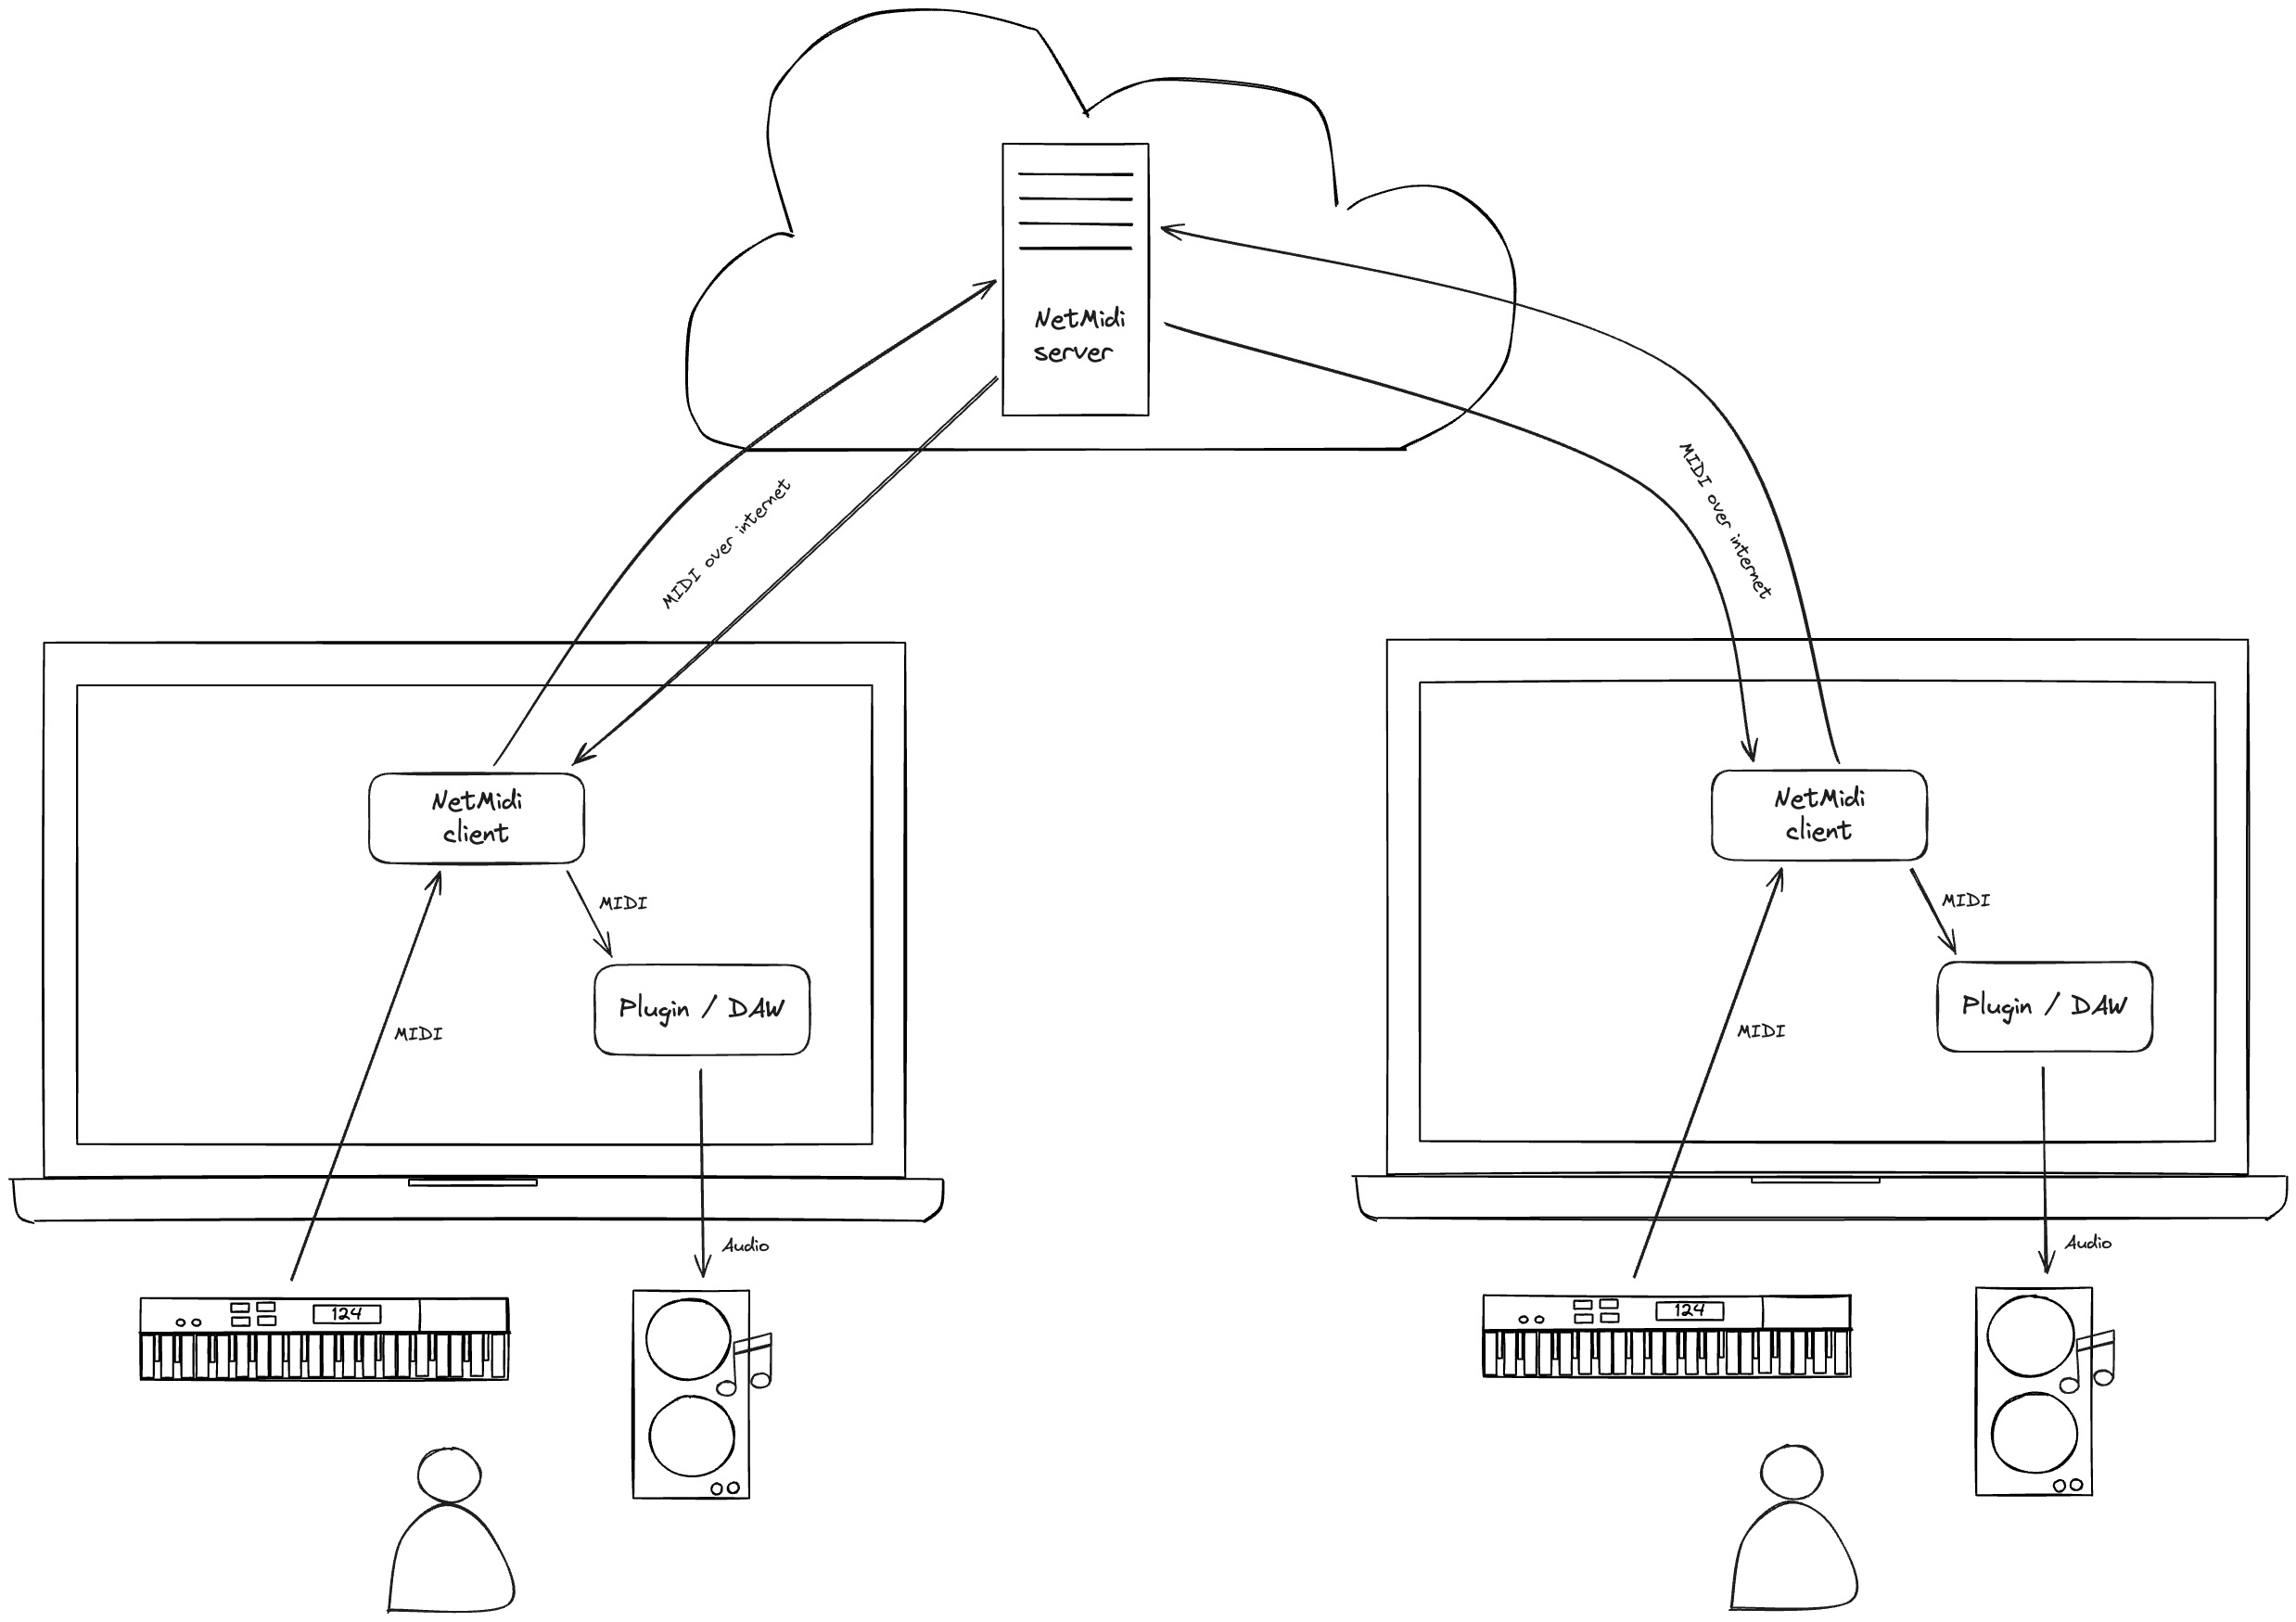 NetMidi
server
MIDI over internet
MIDI over internet
NetMidi
client
MIDI
Plugin / DAW
MIDI
Audio
124
NetMidi
client
MIDI
Plugin / DAW
MIDI
Audio
124